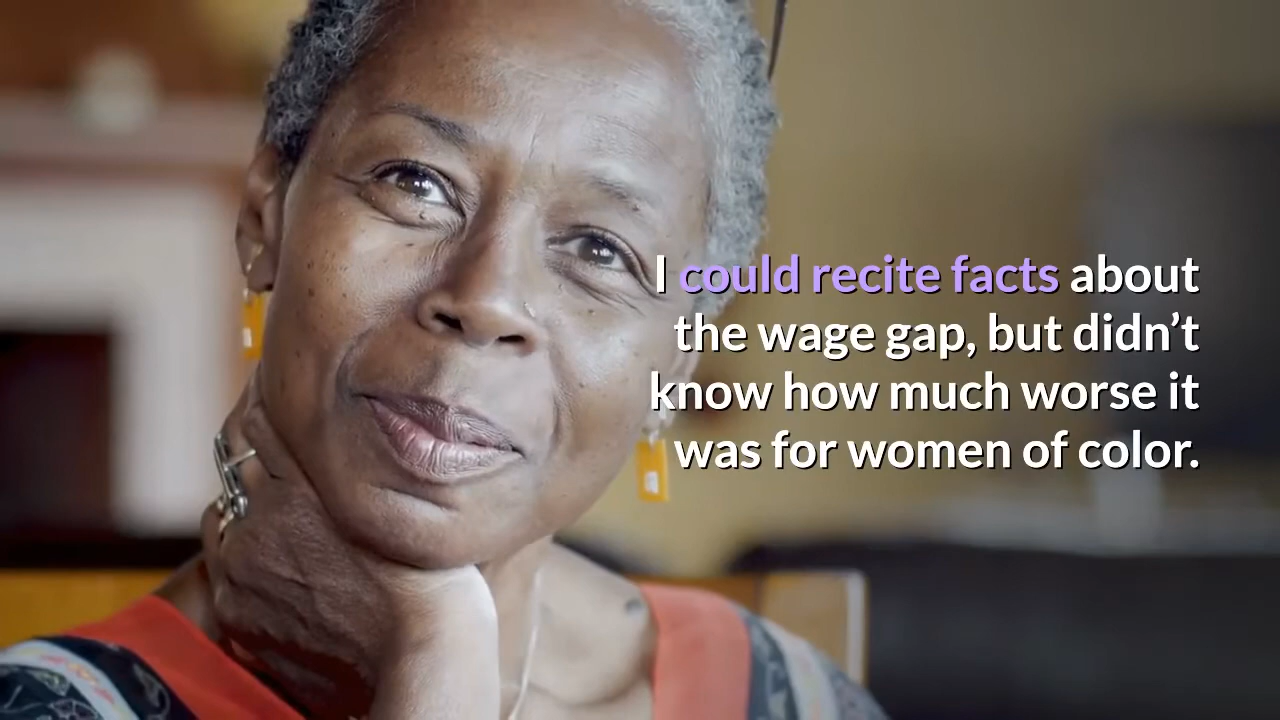 I could recite facts about
the wage gap, but didn’t
know how much worse it
was for women of color.